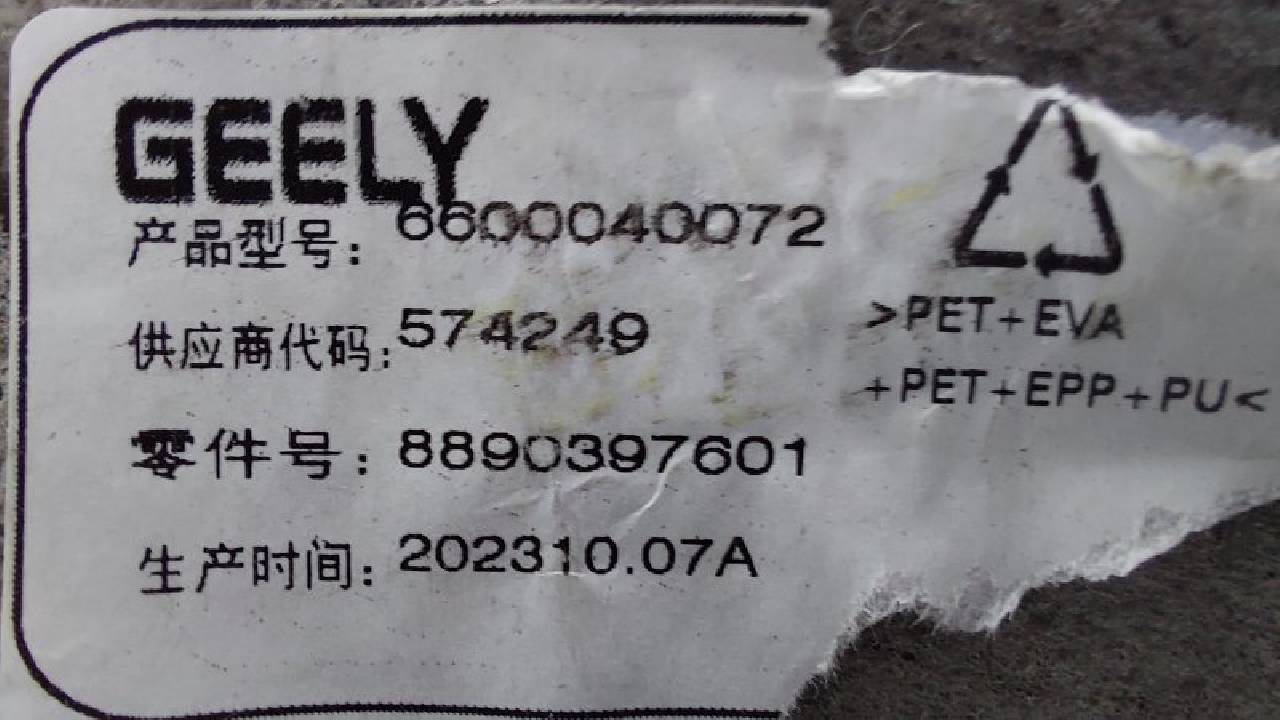 GEELY
产品型号：6600040072
供应商代码：574249
零件号：8890397601
生产时间：202310.07A
>PET+EVA
+PET+EPP+PU<